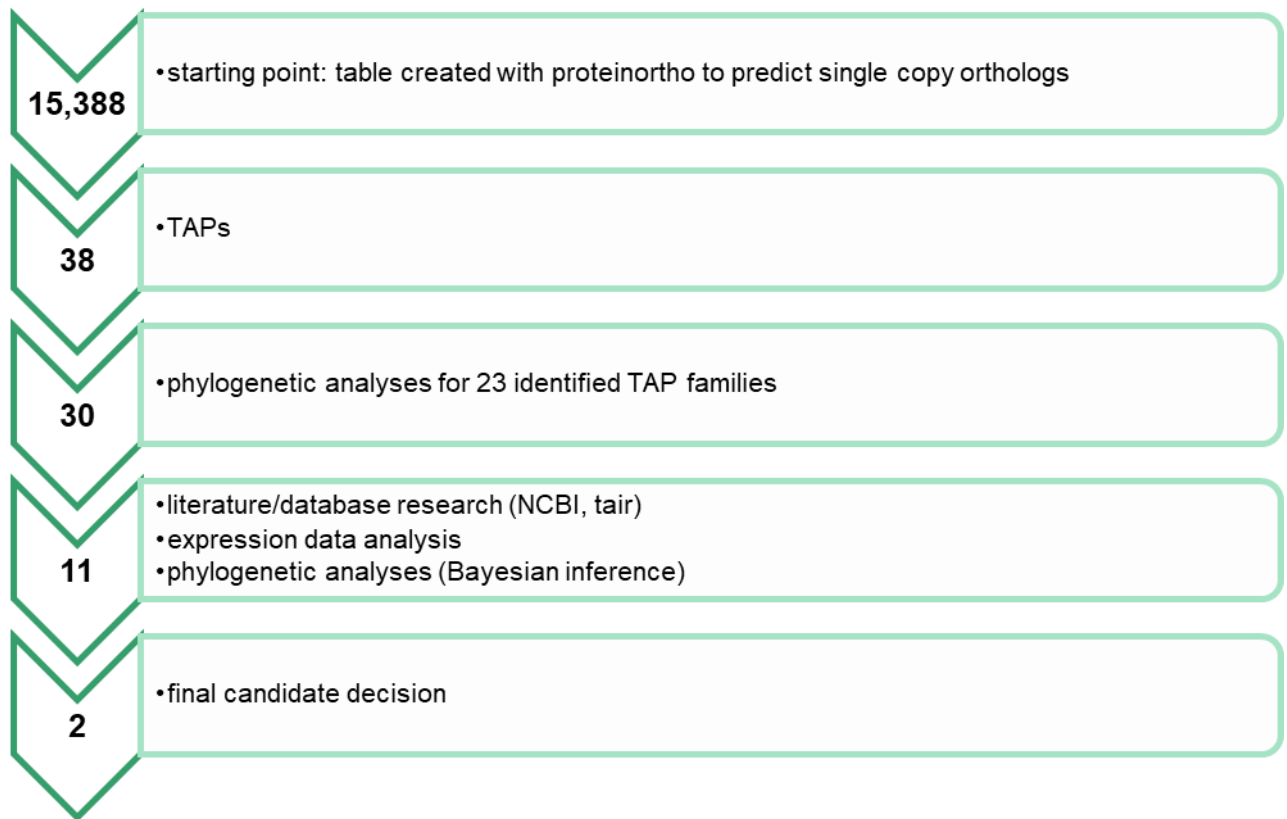 15,388
•starting point: table created with proteinortho to predict single copy orthologs
38
•TAPs
30
•phylogenetic analyses for 23 identified TAP families
11
•literature/database research (NCBI, tair)
•expression data analysis
•phylogenetic analyses (Bayesian inference)
2
•final candidate decision